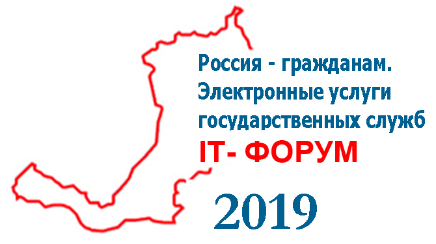 Россия - гражданам.
Электронные услуги
государственных служб
IT- ФОРУМ
2019